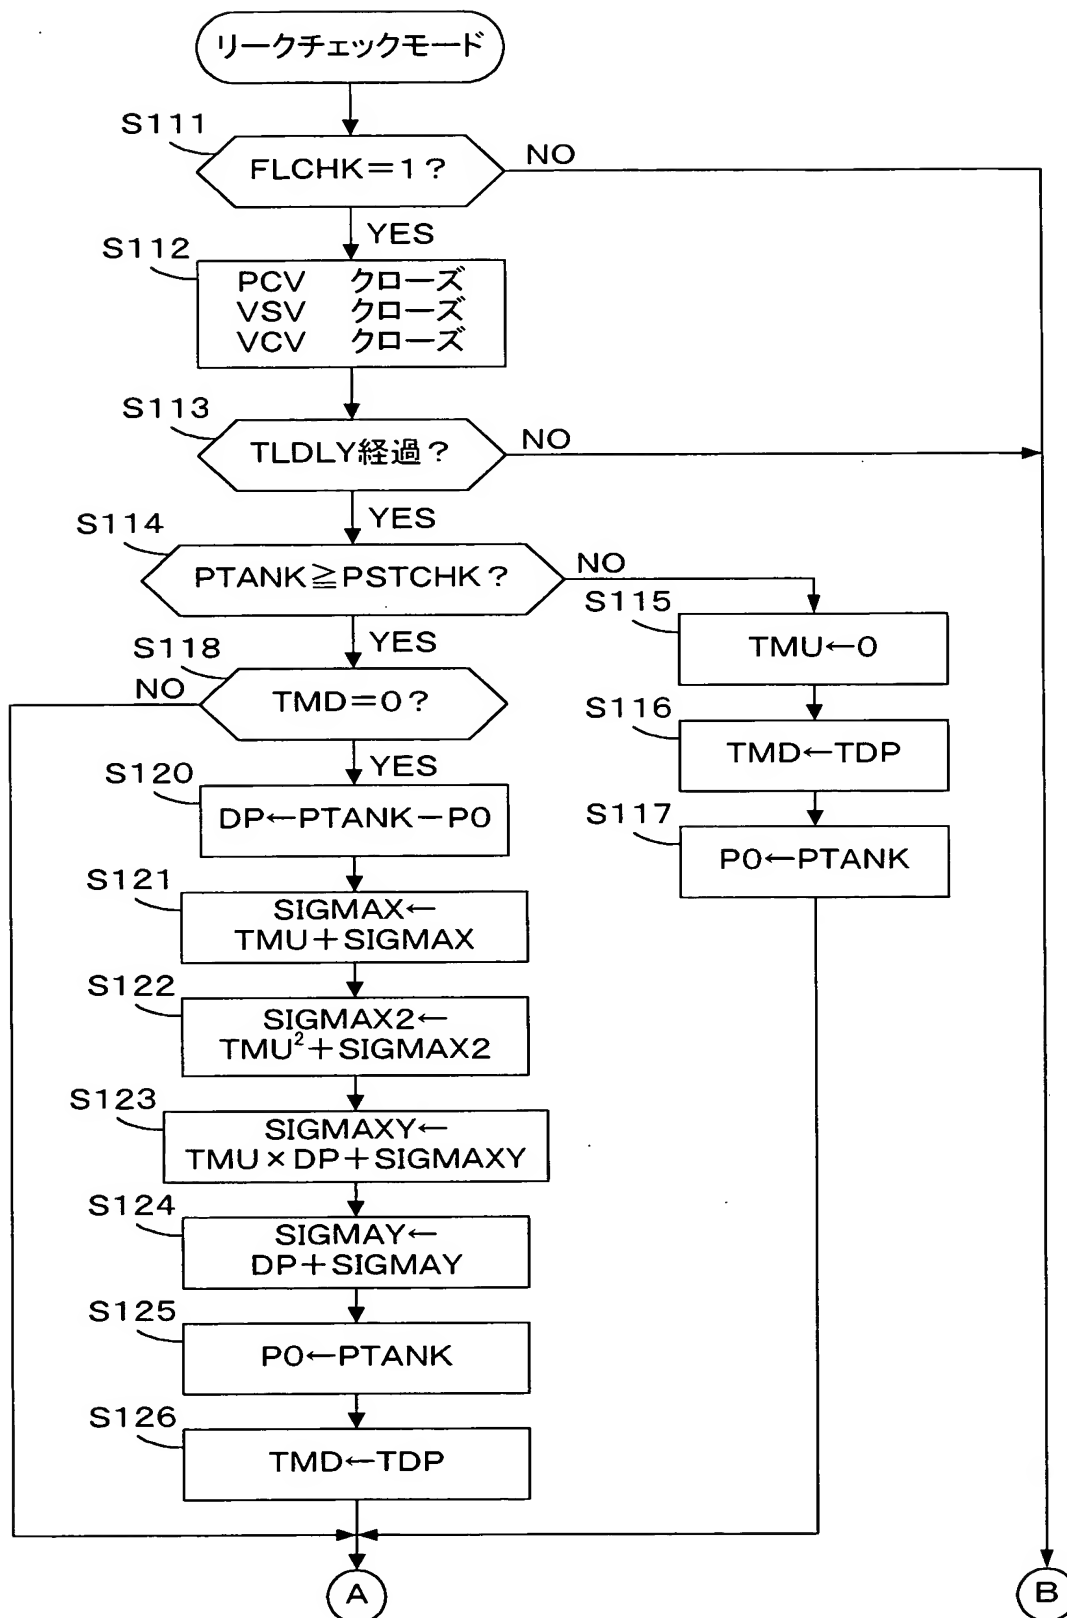 リークチェックモード
S111
FLCHK=1?
NO
YES
S112
PCV クローズ
VSV クローズ
VCV クローズ
S113
TLDLY経過?
NO
YES
S114
PTANK≧PSTCHK?
NO
YES
S115
TMU←0
S116
TMD←TDP
S117
P0←PTANK
S118
NO
TMD=0?
YES
S120
DP←PTANK−P0
S121
SIGMAX←
TMU+SIGMAX
S122
SIGMAX2←
TMU²+SIGMAX2
S123
SIGMAXY←
TMU×DP+SIGMAXY
S124
SIGMAY←
DP+SIGMAY
S125
P0←PTANK
S126
TMD←TDP
A
B